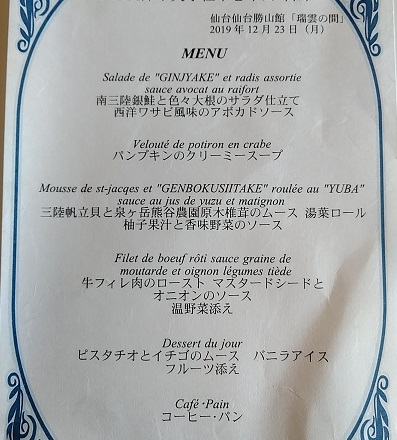 仙台仙台勝山館「瑞雲の間」
2019年12月23日（月）
MENU
Salade de "GINJYAKE" et radis assortie
sauce avocat au raifort
南三陸銀鮭と色々大根のサラダ仕立て
西洋ワサビ風味のアボカドソース
Velouté de potiron en crabe
パンプキンのクリーミースープ
Mousse de st-jacqes et "GENBOKUSIITAKE" roulée au "YUBA"
sauce au jus de yuzu et matignon
三陸帆立貝と泉ヶ岳熊谷農園原木椎茸のムース 湯葉ロール
柚子果汁と香味野菜のソース
Filet de boeuf rôti sauce graine de
moutarde et oignon légumes tiède
牛フィレ肉のロースト マスタードシードと
オニオンのソース
温野菜添え
Dessert du jour
ピスタチオとイチゴのムース バニラアイス
フルーツ添え
Café・Pain
コーヒー・パン